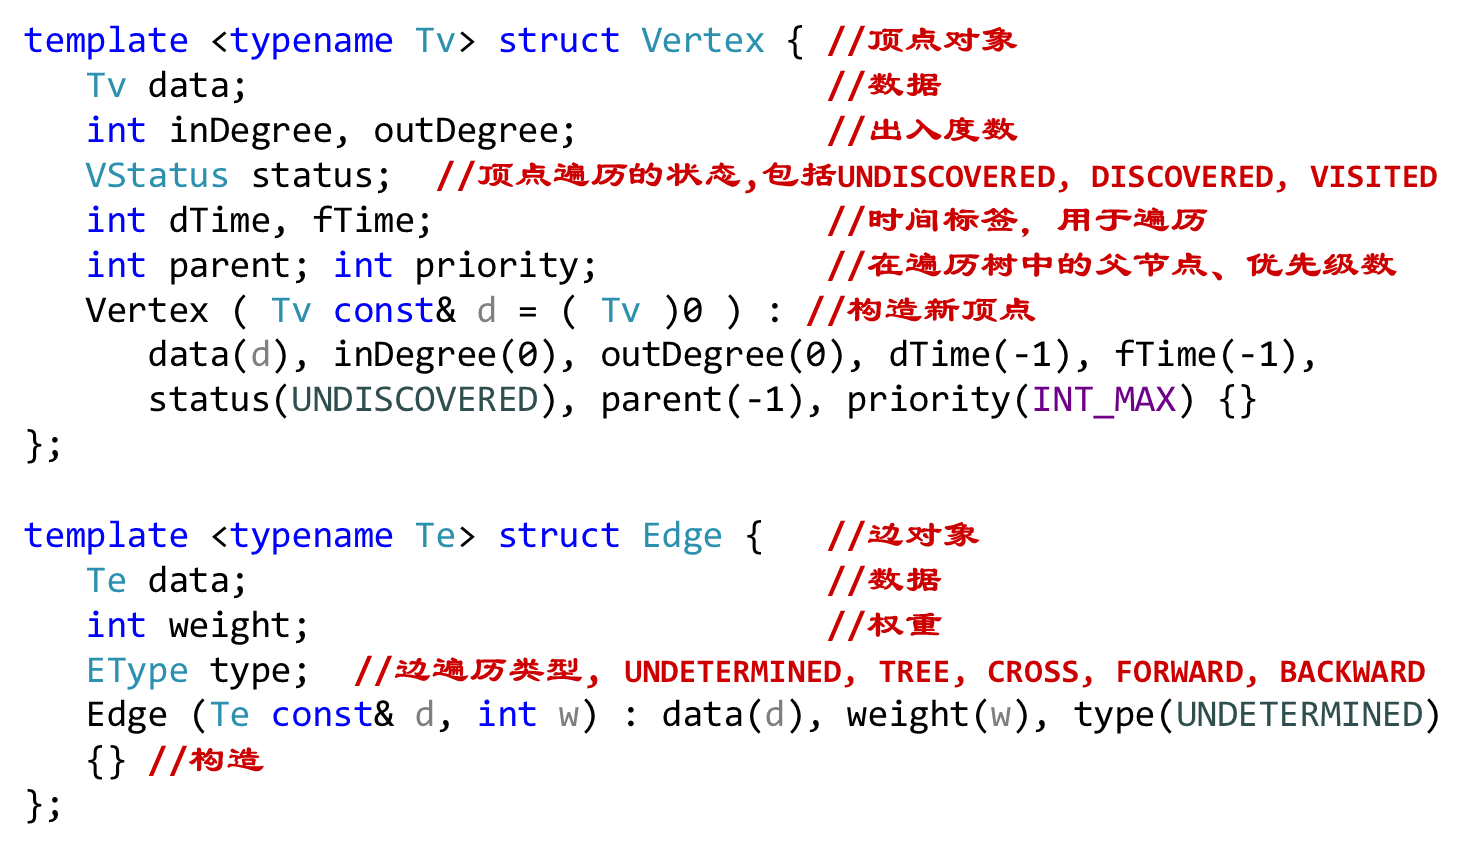 template <typename Tv> struct Vertex { //顶点对象
Tv data; //数据
int inDegree, outDegree; //出入度数
VStatus status; //顶点遍历的状态,包括UNDISCOVERED, DISCOVERED, VISITED
int dTime, fTime; //时间标签, 用于遍历
int parent; int priority; //在遍历树中的父节点、优先级数
Vertex ( Tv const& d = ( Tv )0 ) : //构造新顶点
data(d), inDegree(0), outDegree(0), dTime(-1), fTime(-1),
status(UNDISCOVERED), parent(-1), priority(INT_MAX) {}
};
template <typename Te> struct Edge { //边对象
Te data; //数据
int weight; //权重
EType type; //边遍历类型, UNDETERMINED, TREE, CROSS, FORWARD, BACKWARD
Edge (Te const& d, int w) : data(d), weight(w), type(UNDETERMINED)
{} //构造
};